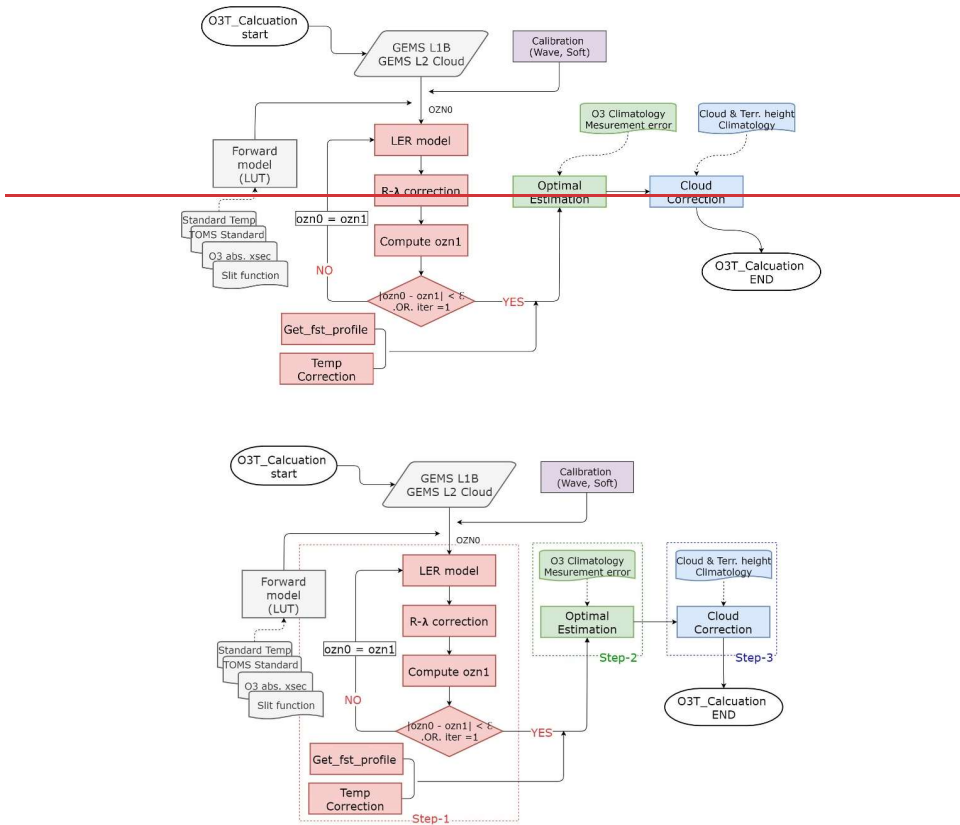 O3T_Calcuation
start
GEMS L1B
GEMS L2 Cloud
Calibration
(Wave, Soft)
OZN0
O3 Climatology
Mesurement error
Cloud & Terr. height
Climatology
LER model
Forward
model
(LUT)
R-λ correction
Optimal
Estimation
Cloud
Correction
Standard Temp
TOMS Standard
O3 abs. xsec
Slit function
ozn0 = ozn1
Compute ozn1
NO
O3T_Calcuation
END
|ozn0 - ozn1| < ε
.OR. iter =1
YES
Get_fst_profile
Temp
Correction
O3T_Calcuation
start
GEMS L1B
GEMS L2 Cloud
Calibration
(Wave, Soft)
OZN0
LER model
O3 Climatology
Mesurement error
Cloud & Terr. height
Climatology
Forward
model
(LUT)
R-λ correction
Optimal
Estimation
Cloud
Correction
Standard Temp
TOMS Standard
O3 abs. xsec
Slit function
ozn0 = ozn1
Step-2
Step-3
Compute ozn1
NO
O3T_Calcuation
END
|ozn0 - ozn1| < ε
.OR. iter =1
YES
Get_fst_profile
Temp
Correction
Step-1